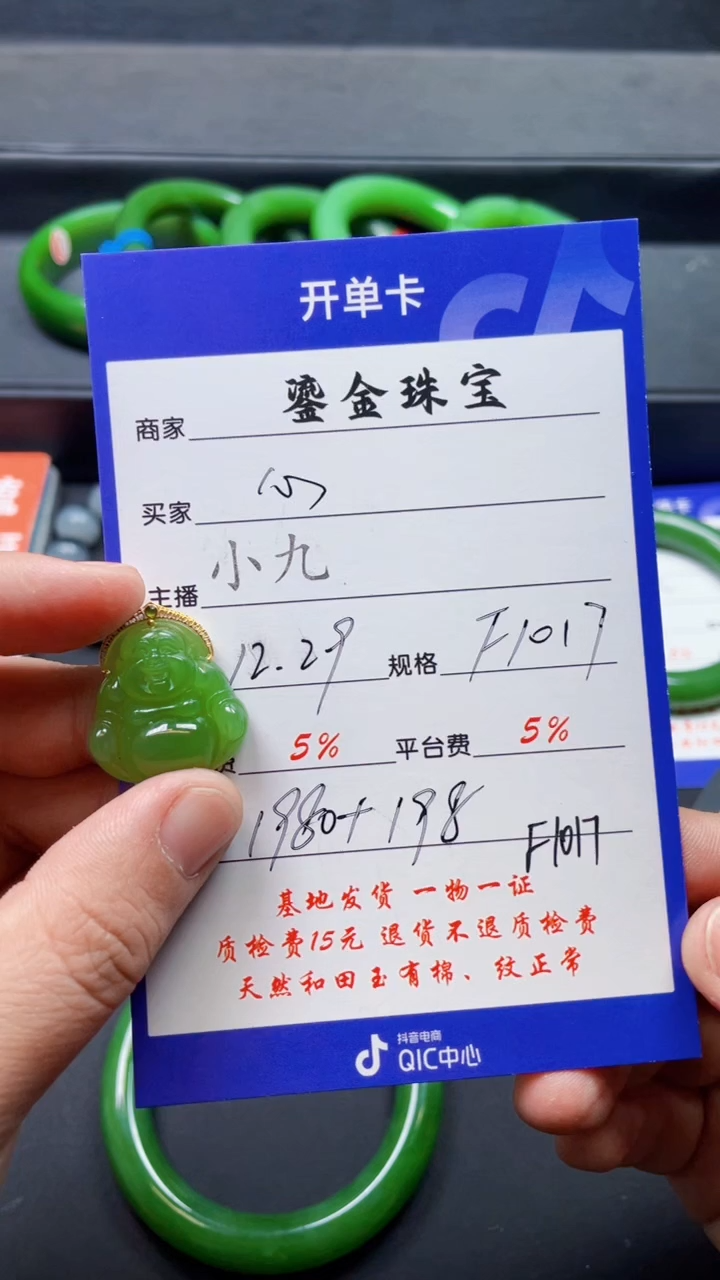 开单卡
商家 鎏金珠宝
买家 心
主播 小九
12.29 规格 F1017
费 5% 平台费 5%
1980+198
F1017
基地发货 一物一证
质检费15元 退货不退质检费
天然和田玉有棉、纹正常
抖音电商
QIC中心